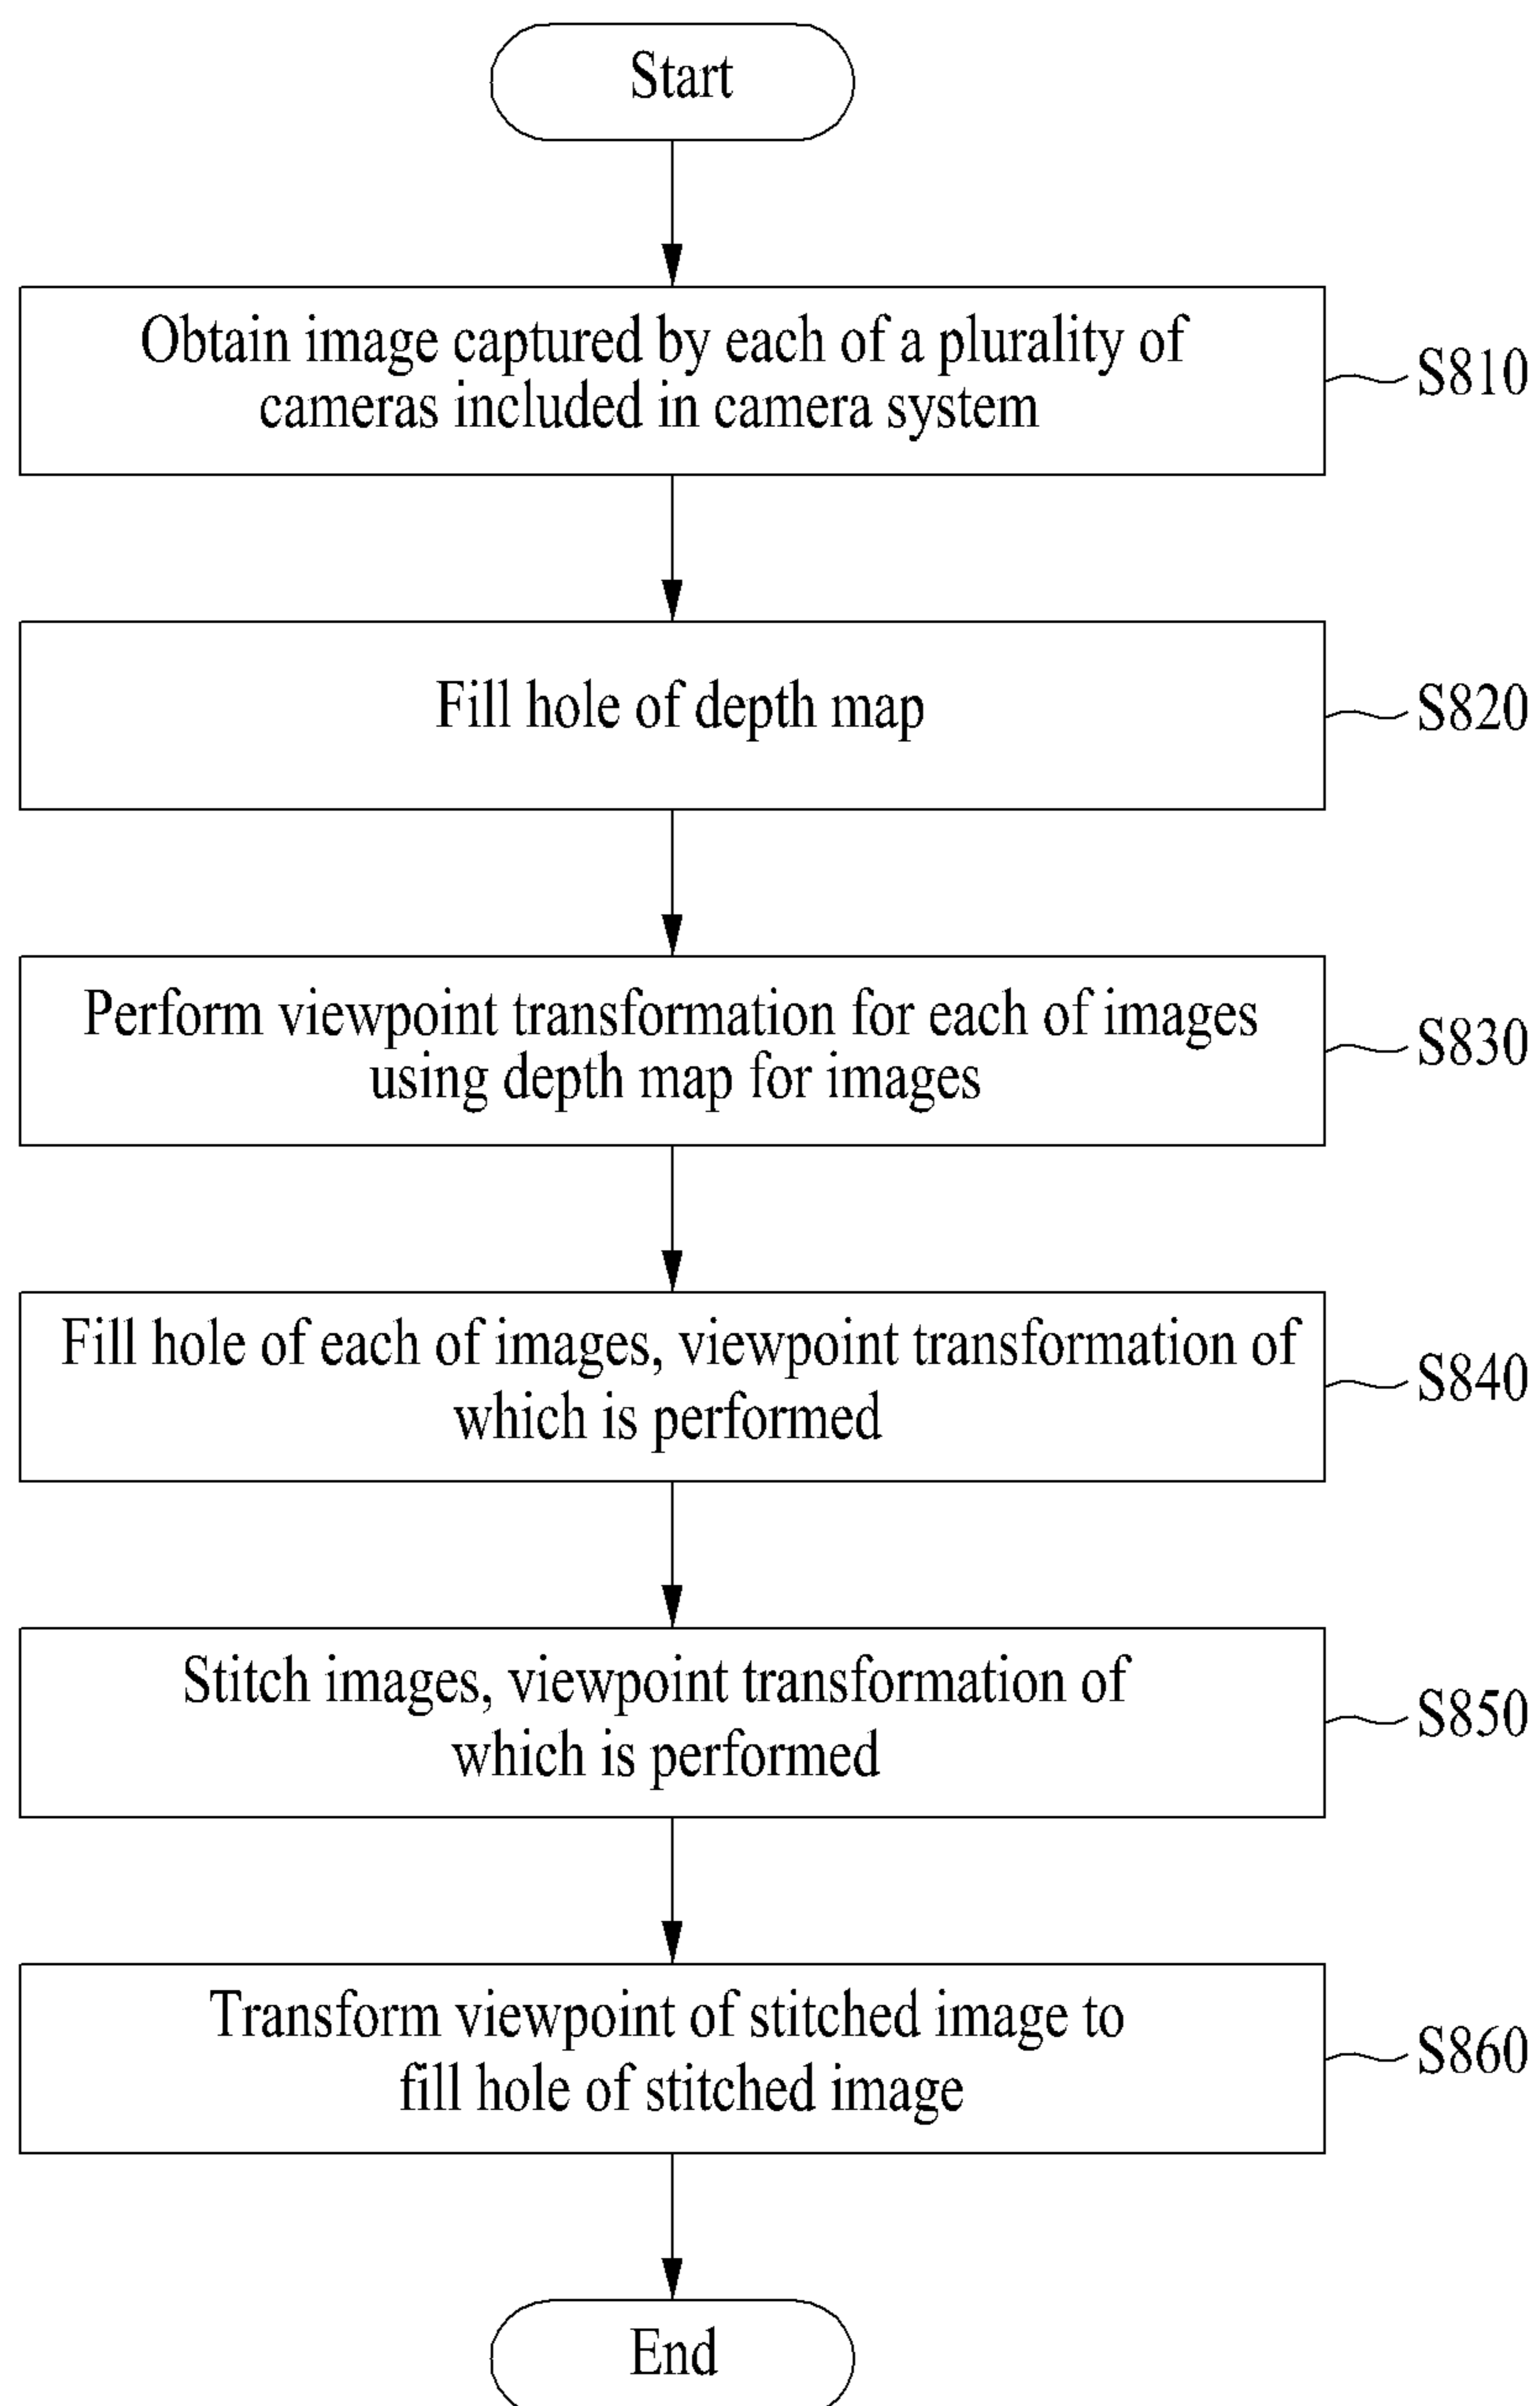 Start
Obtain image captured by each of a plurality of
cameras included in camera system
S810
Fill hole of depth map
S820
Perform viewpoint transformation for each of images
using depth map for images
S830
Fill hole of each of images, viewpoint transformation of
which is performed
S840
Stitch images, viewpoint transformation of
which is performed
S850
Transform viewpoint of stitched image to
fill hole of stitched image
S860
End